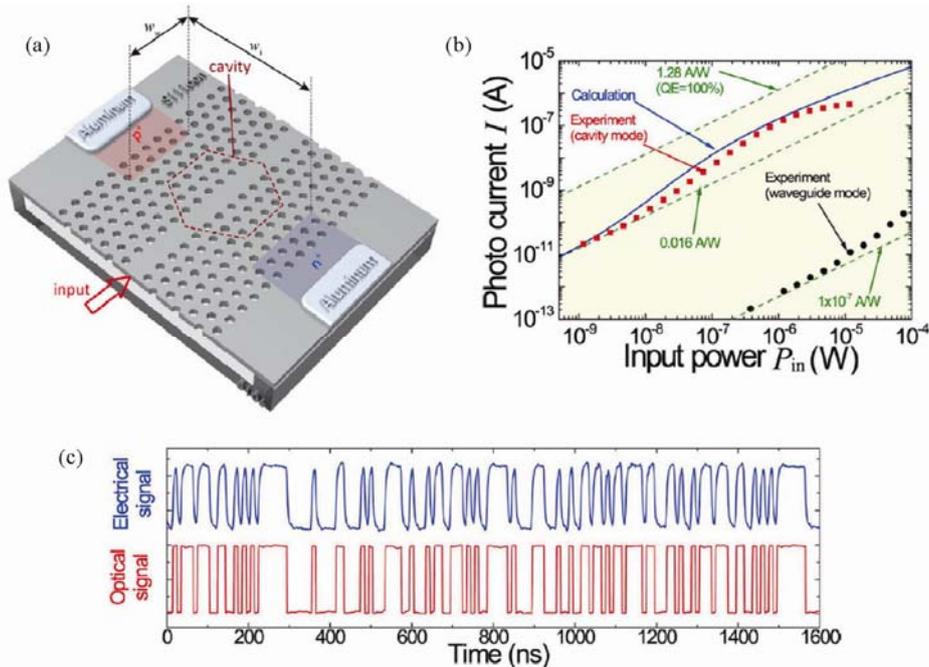 (a)
w_w
w_i
cavity
Silicon
Aluminum
p+
n+
Aluminum
input
(b)
Photo current I (A)
10^-5
10^-7
10^-9
10^-11
10^-13
1.28 A/W
(QE=100%)
Calculation
Experiment
(cavity mode)
Experiment
(waveguide mode)
0.016 A/W
1x10^-7 A/W
10^-9 10^-8 10^-7 10^-6 10^-5 10^-4
Input power P_in (W)
(c)
Electrical
signal
Optical
signal
0 200 400 600 800 1000 1200 1400 1600
Time (ns)